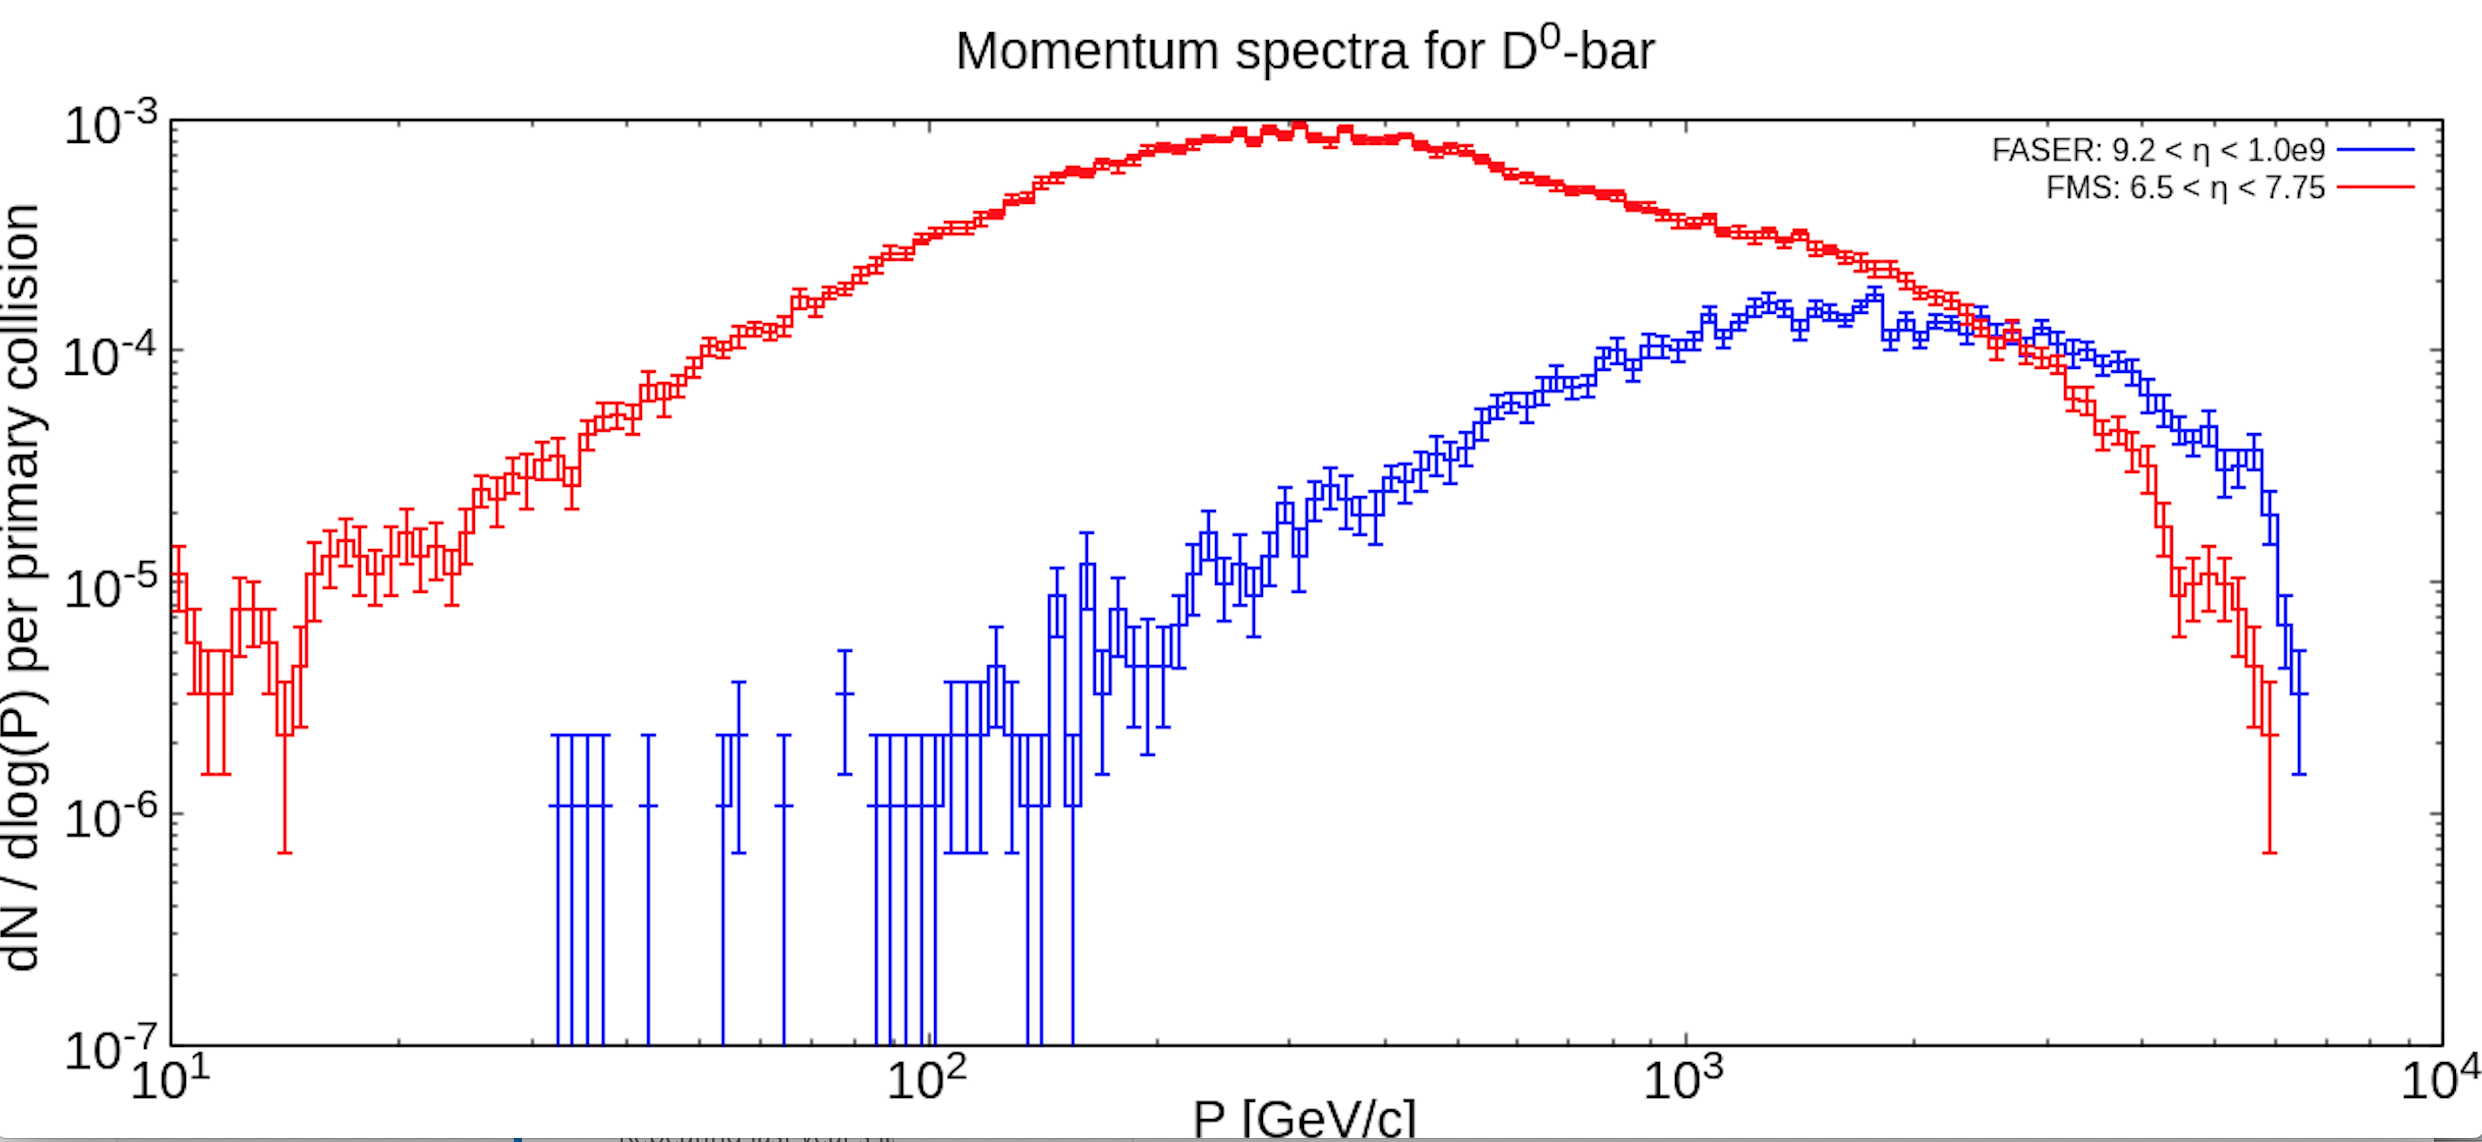 Momentum spectra for D⁰-bar
dN / dlog(P) per primary collision
10⁻³
10⁻⁴
10⁻⁵
10⁻⁶
10⁻⁷
FASER: 9.2 < η < 1.0e9
FMS: 6.5 < η < 7.75
10¹
10²
10³
10⁴
P [GeV/c]